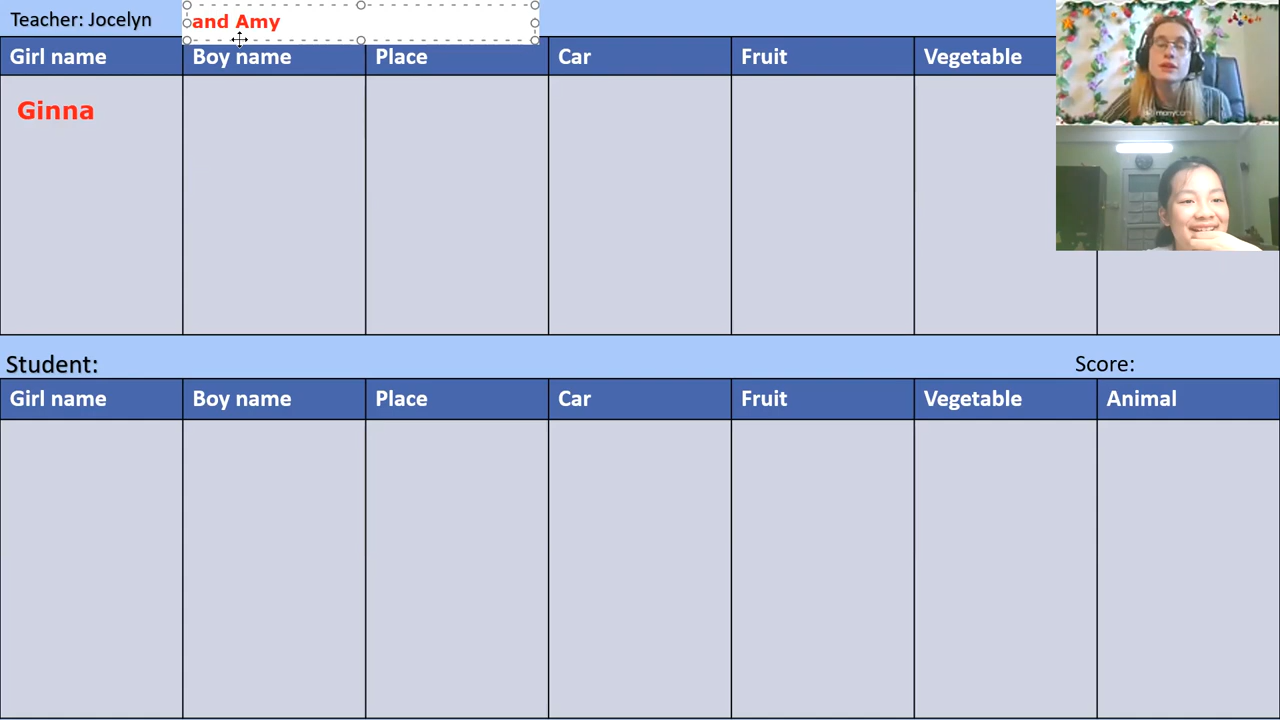 Teacher: Jocelyn and Amy
Girl name Boy name Place Car Fruit Vegetable
Ginna
Student: Score:
Girl name Boy name Place Car Fruit Vegetable Animal